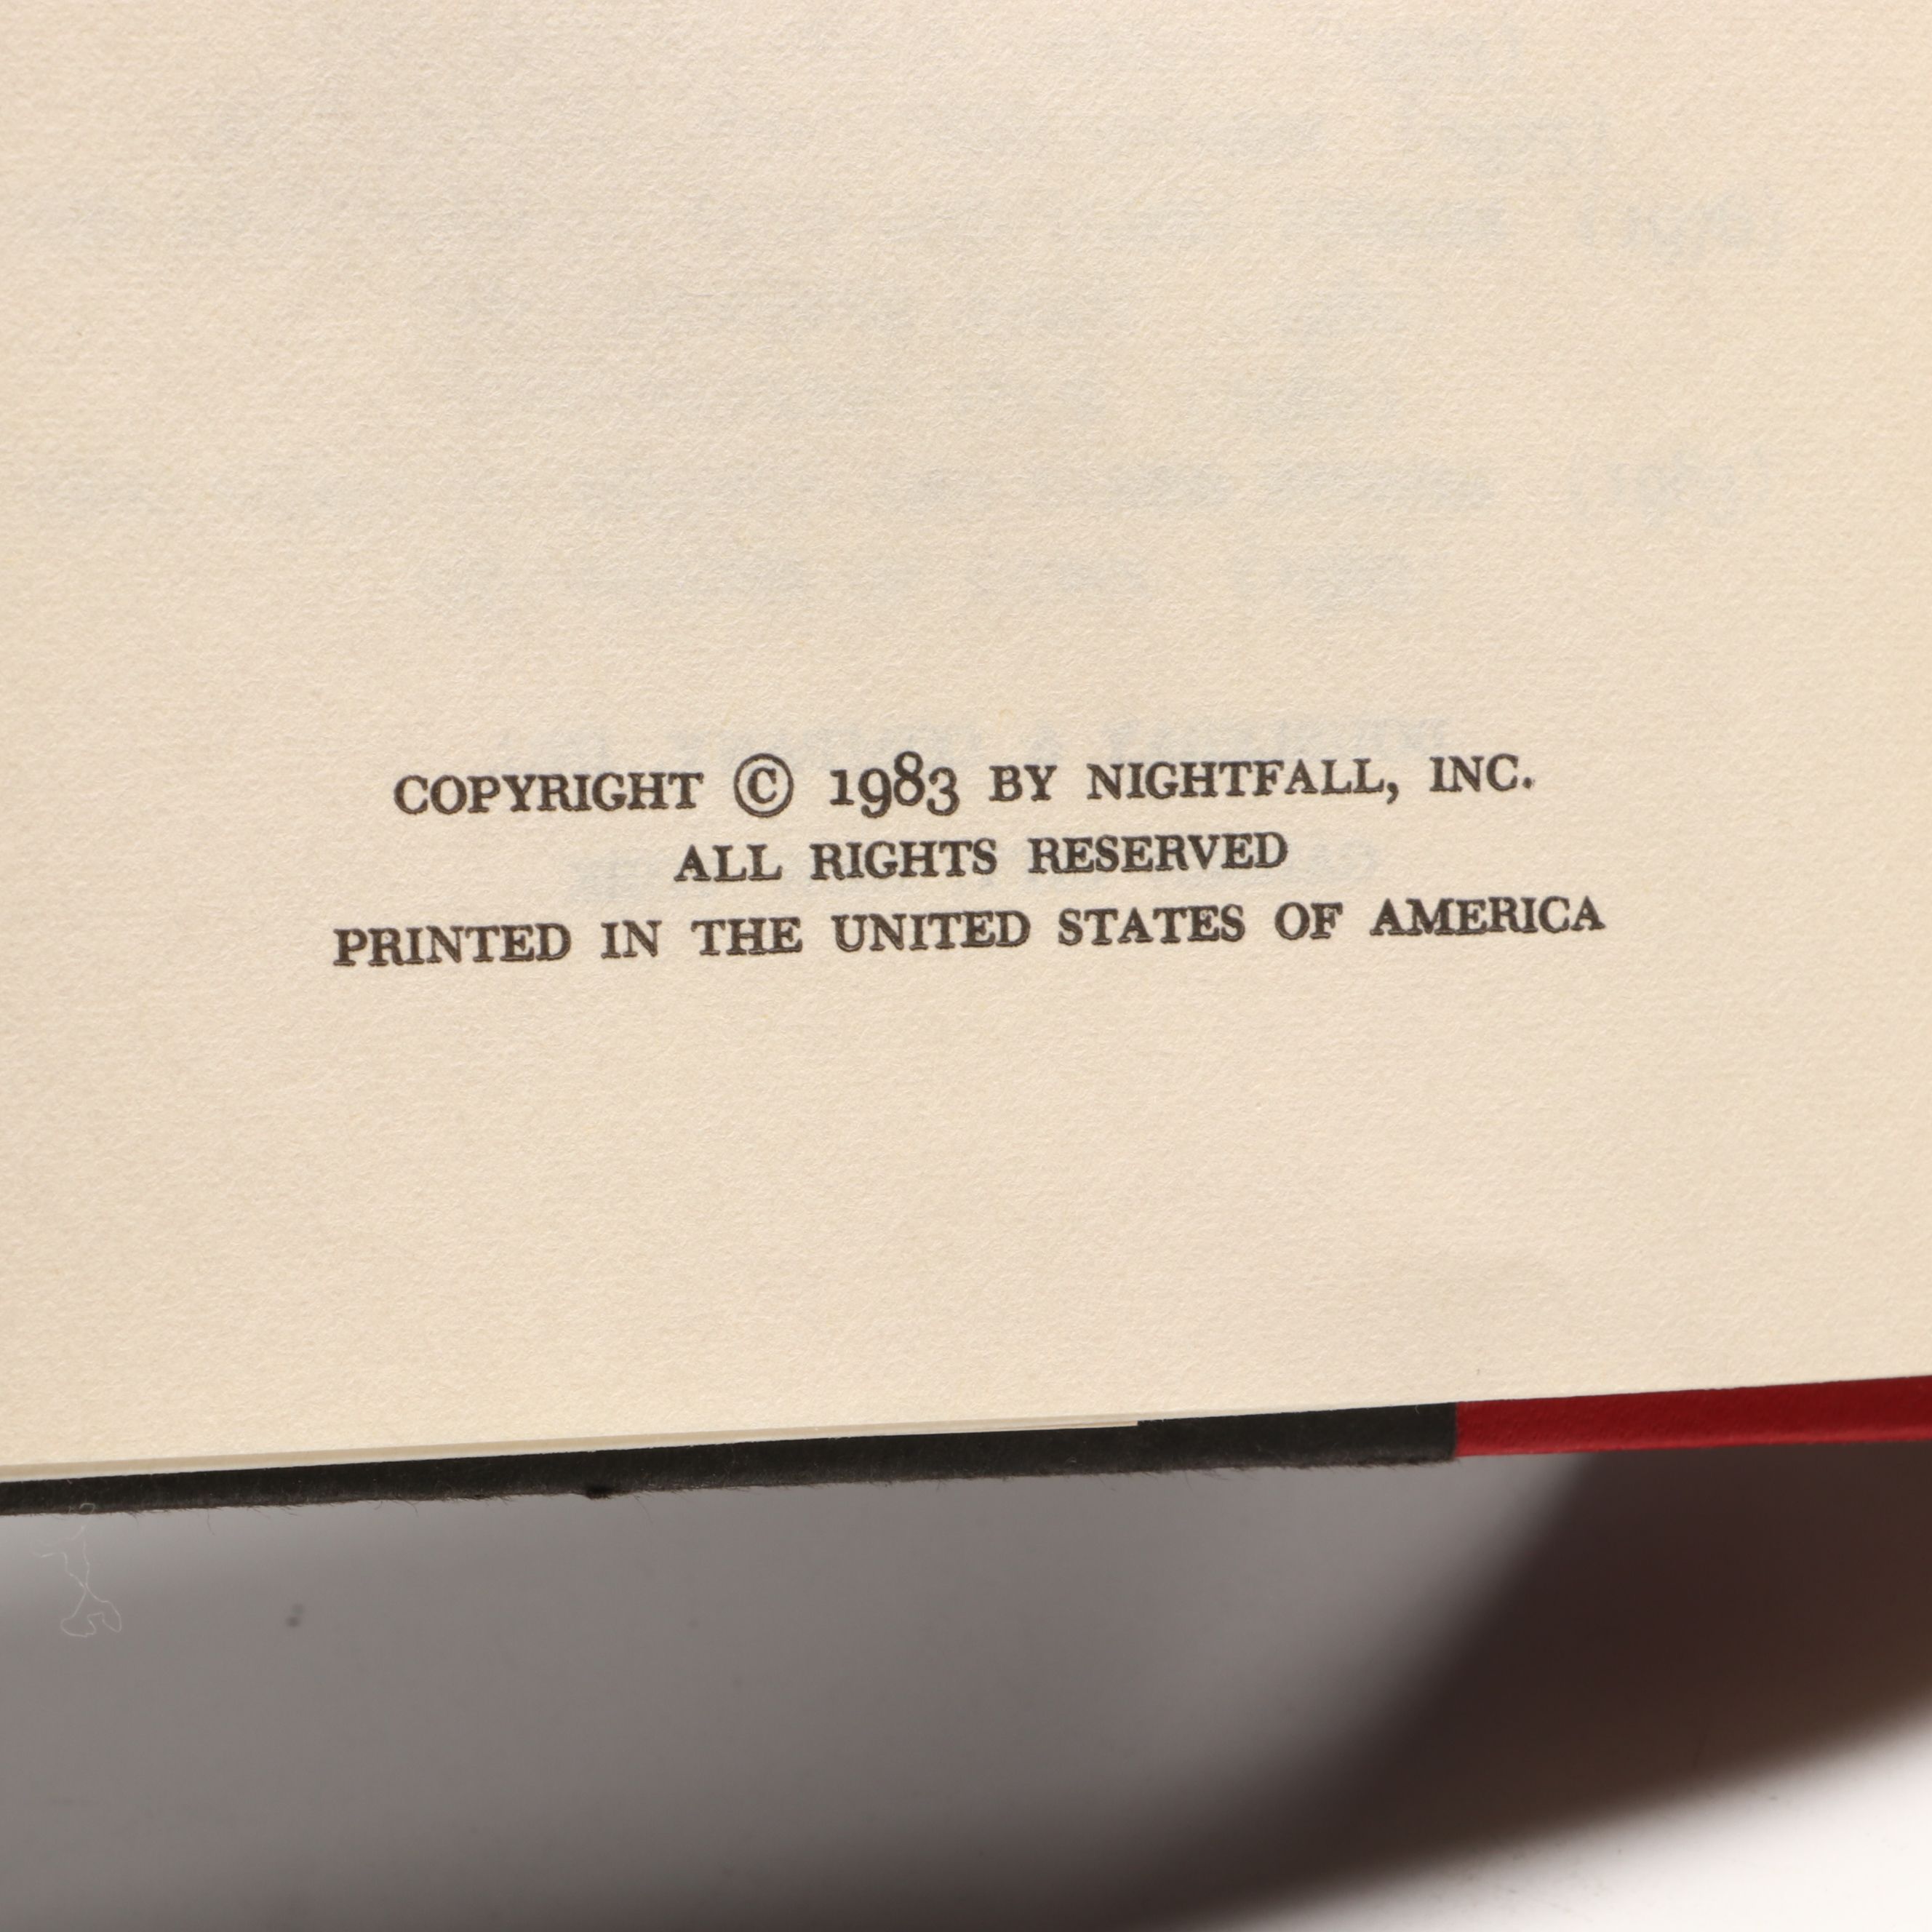 COPYRIGHT © 1983 BY NIGHTFALL, INC.
ALL RIGHTS RESERVED
PRINTED IN THE UNITED STATES OF AMERICA